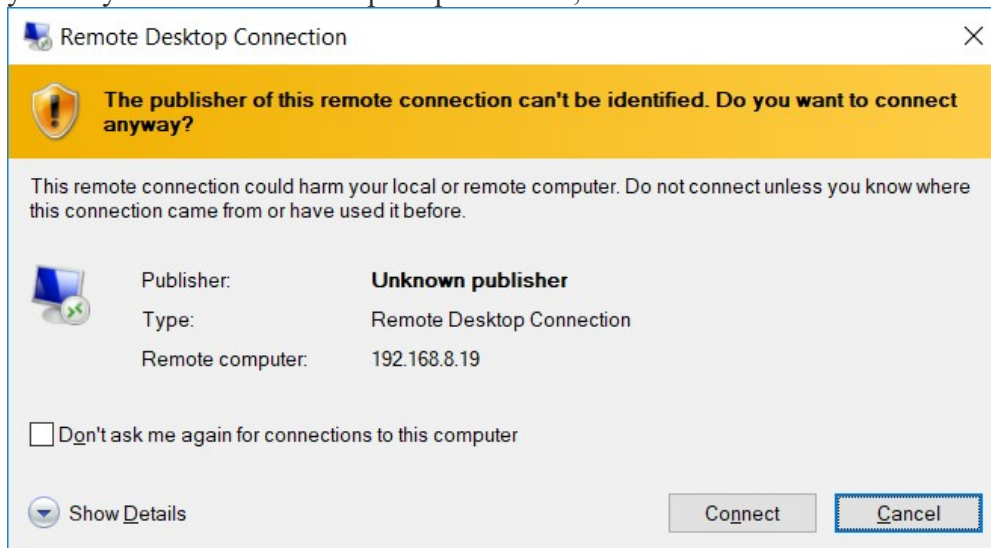 Remote Desktop Connection
The publisher of this remote connection can't be identified. Do you want to connect
anyway?
This remote connection could harm your local or remote computer. Do not connect unless you know where
this connection came from or have used it before.
Publisher: Unknown publisher
Type: Remote Desktop Connection
Remote computer: 192.168.8.19
Don't ask me again for connections to this computer
Show Details Connect Cancel